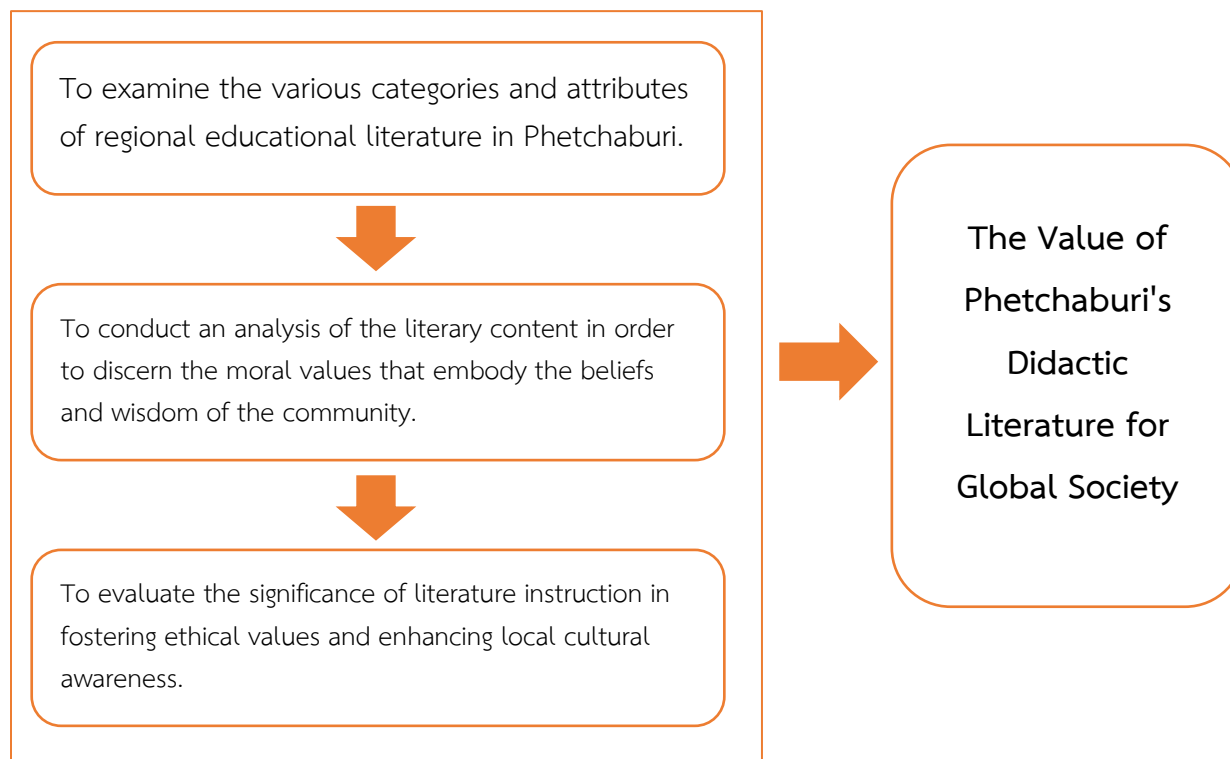 To examine the various categories and attributes
of regional educational literature in Phetchaburi.
To conduct an analysis of the literary content in order
to discern the moral values that embody the beliefs
and wisdom of the community.
To evaluate the significance of literature instruction in
fostering ethical values and enhancing local cultural
awareness.
The Value of
Phetchaburi's
Didactic
Literature for
Global Society